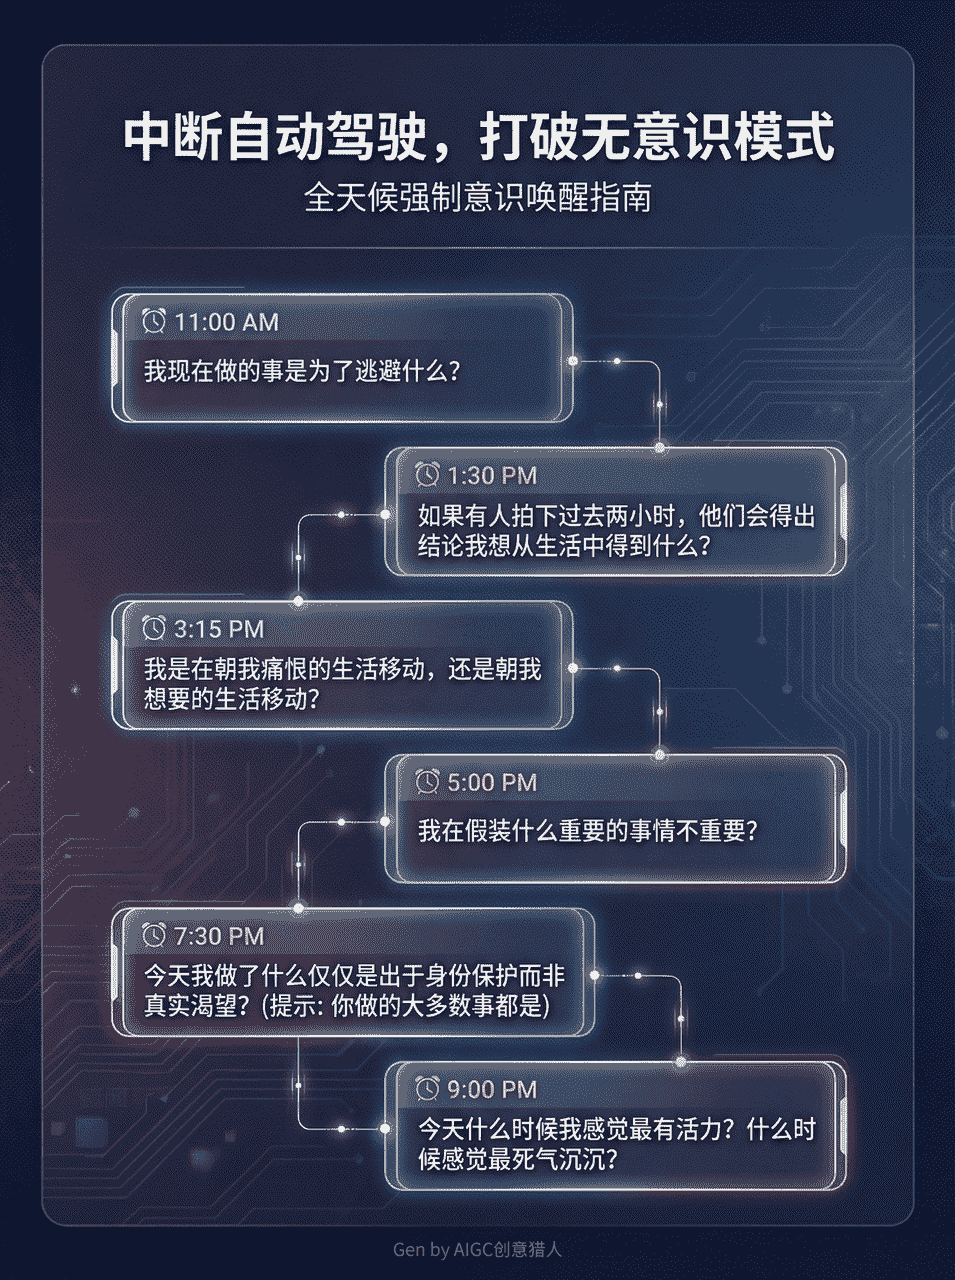 中断自动驾驶，打破无意识模式
全天候强制意识唤醒指南
11:00 AM
我现在做的事是为了逃避什么？
1:30 PM
如果有人拍下过去两小时，他们会得出
结论我想从生活中得到什么？
3:15 PM
我是在朝我痛恨的生活移动，还是朝我
想要的生活移动？
5:00 PM
我在假装什么重要的事情不重要？
7:30 PM
今天我做了什么仅仅是出于身份保护而非
真实渴望？(提示: 你做的大多数事都是)
9:00 PM
今天什么时候我感觉最有活力？什么时
候感觉最死气沉沉？
Gen by AIGC创意猎人